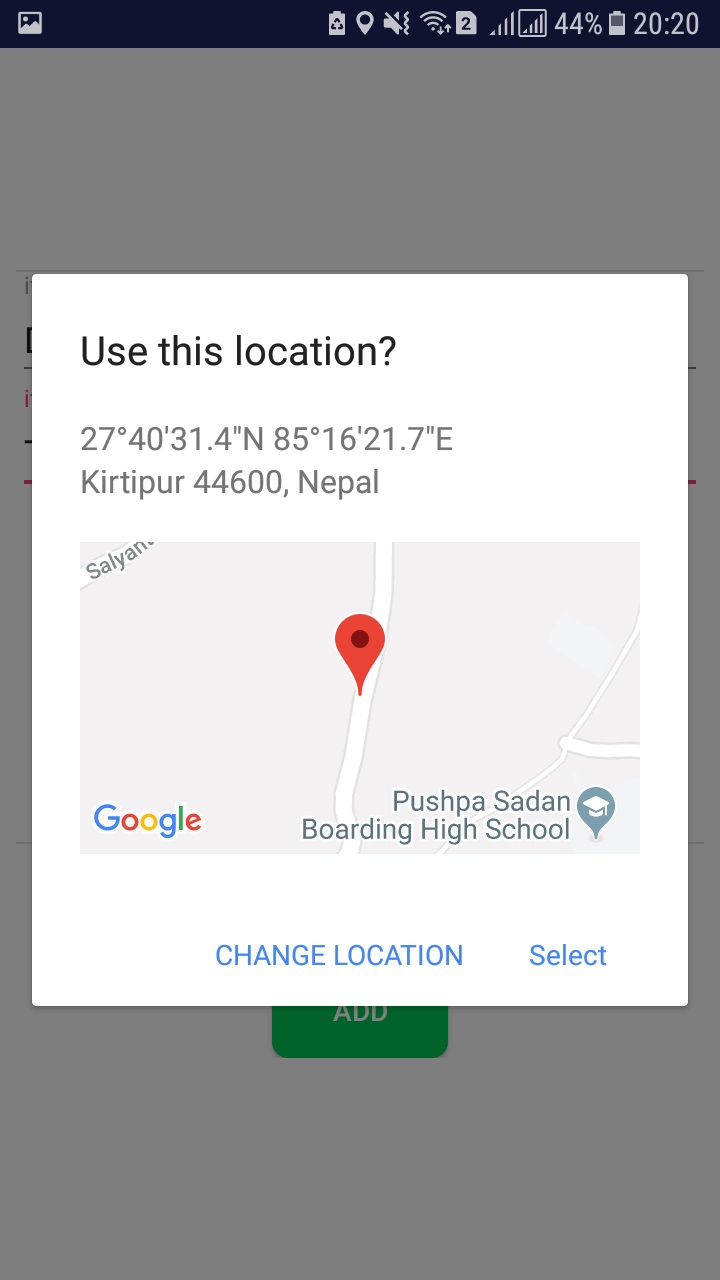 2 44% 20:20
Use this location?
27°40'31.4"N 85°16'21.7"E
Kirtipur 44600, Nepal
Google
Pushpa Sadan
Boarding High School
CHANGE LOCATION Select
ADD